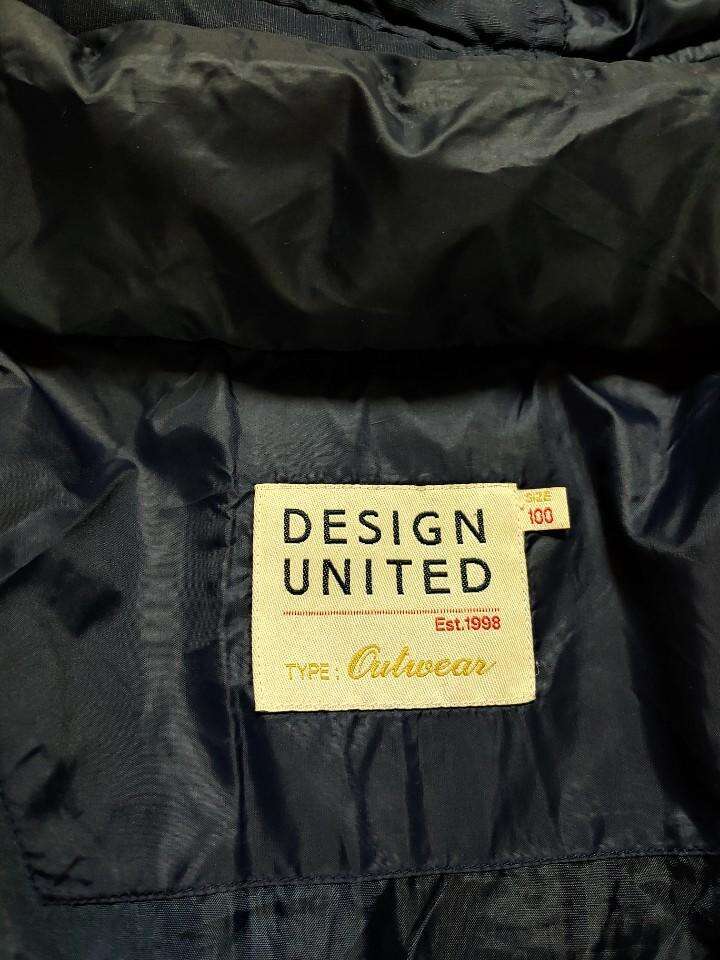 DESIGN
UNITED
SIZE
100
Est.1998
TYPE : Outwear